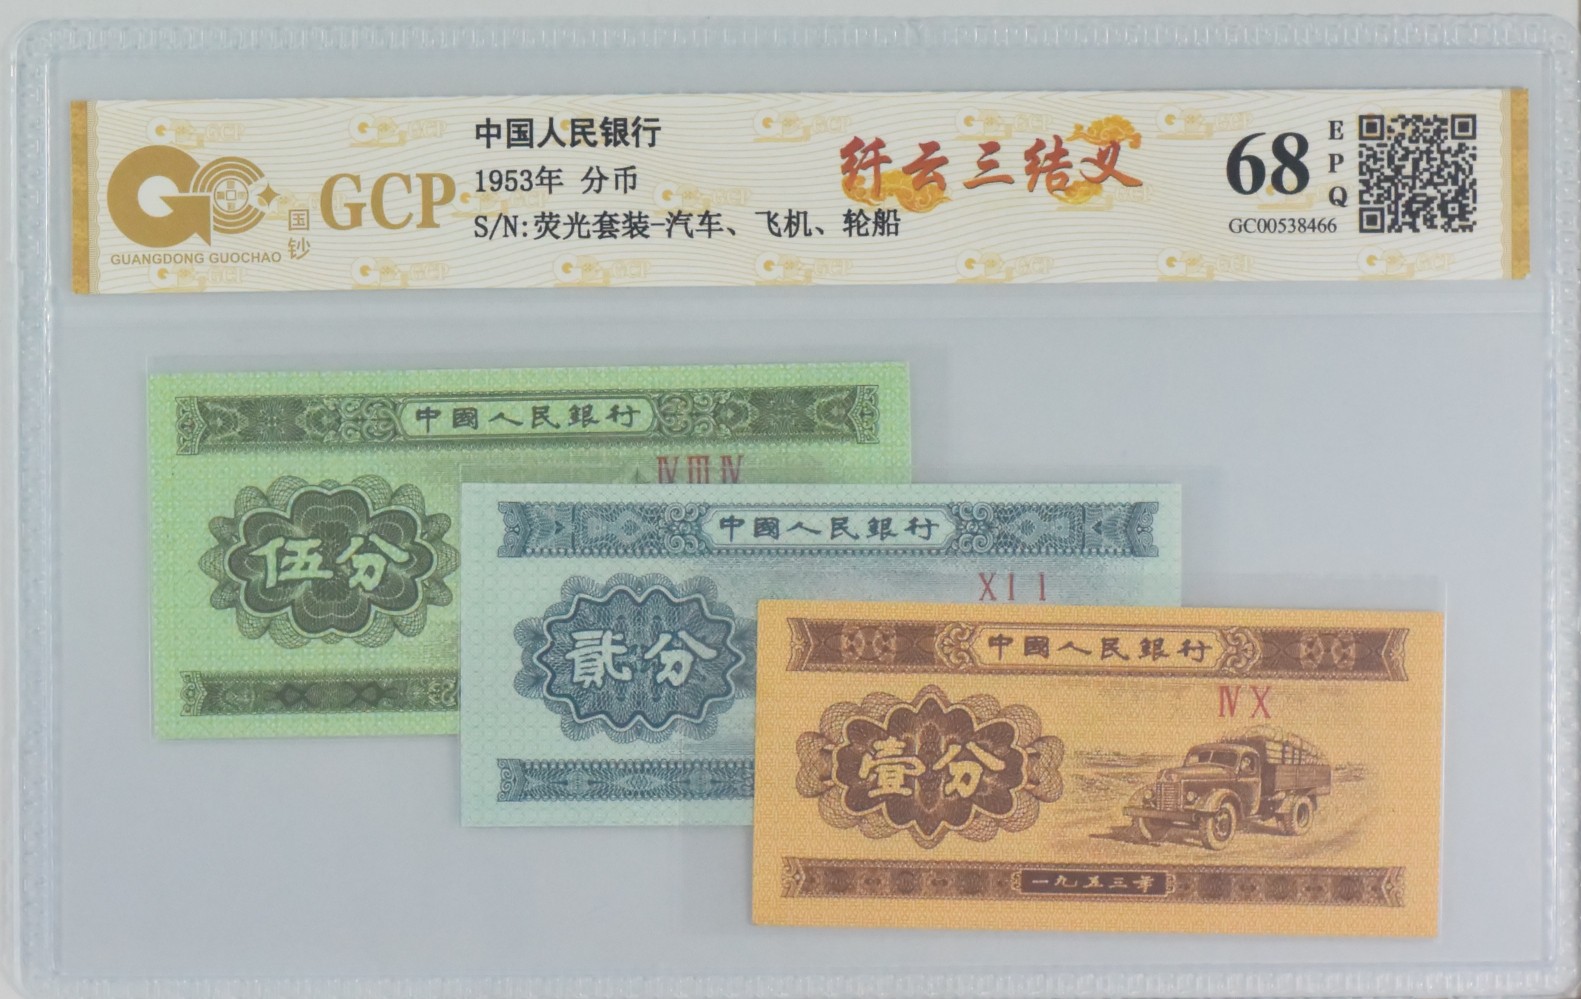 中国人民银行
1953年 分币
S/N:荧光套装-汽车、飞机、轮船
GCP
国钞
GUANGDONG GUOCHAO
纤云三结义
68
EPQ
GC00538466
中國人民銀行
ⅣⅢⅣ
伍分
中國人民銀行
XI I
貳分
中國人民銀行
ⅣX
壹分
一九五三年